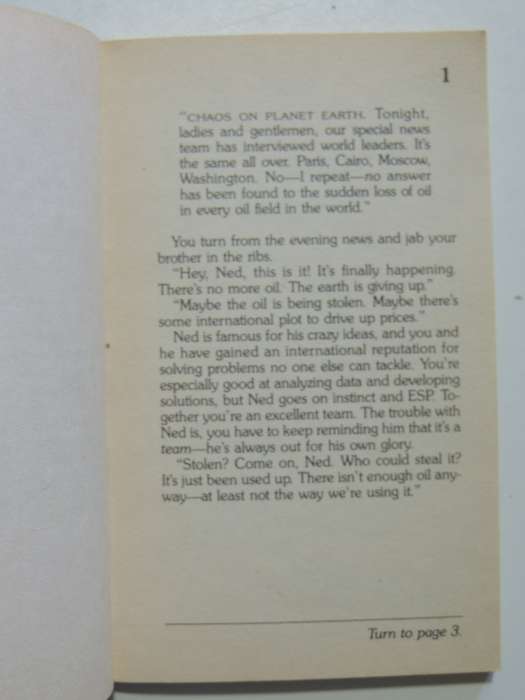 1
"CHAOS ON PLANET EARTH. Tonight,
ladies and gentlemen, our special news
team has interviewed world leaders. It's
the same all over. Paris, Cairo, Moscow,
Washington. No—I repeat—no answer
has been found to the sudden loss of oil
in every oil field in the world."
You turn from the evening news and jab your
brother in the ribs.
"Hey, Ned, this is it! It's finally happening.
There's no more oil. The earth is giving up."
"Maybe the oil is being stolen. Maybe there's
some international plot to drive up prices."
Ned is famous for his crazy ideas, and you and
he have gained an international reputation for
solving problems no one else can tackle. You're
especially good at analyzing data and developing
solutions, but Ned goes on instinct and ESP. To-
gether you're an excellent team. The trouble with
Ned is, you have to keep reminding him that it's a
team—he's always out for his own glory.
"Stolen? Come on, Ned. Who could steal it?
It's just been used up. There isn't enough oil any-
way—at least not the way we're using it."
Turn to page 3.